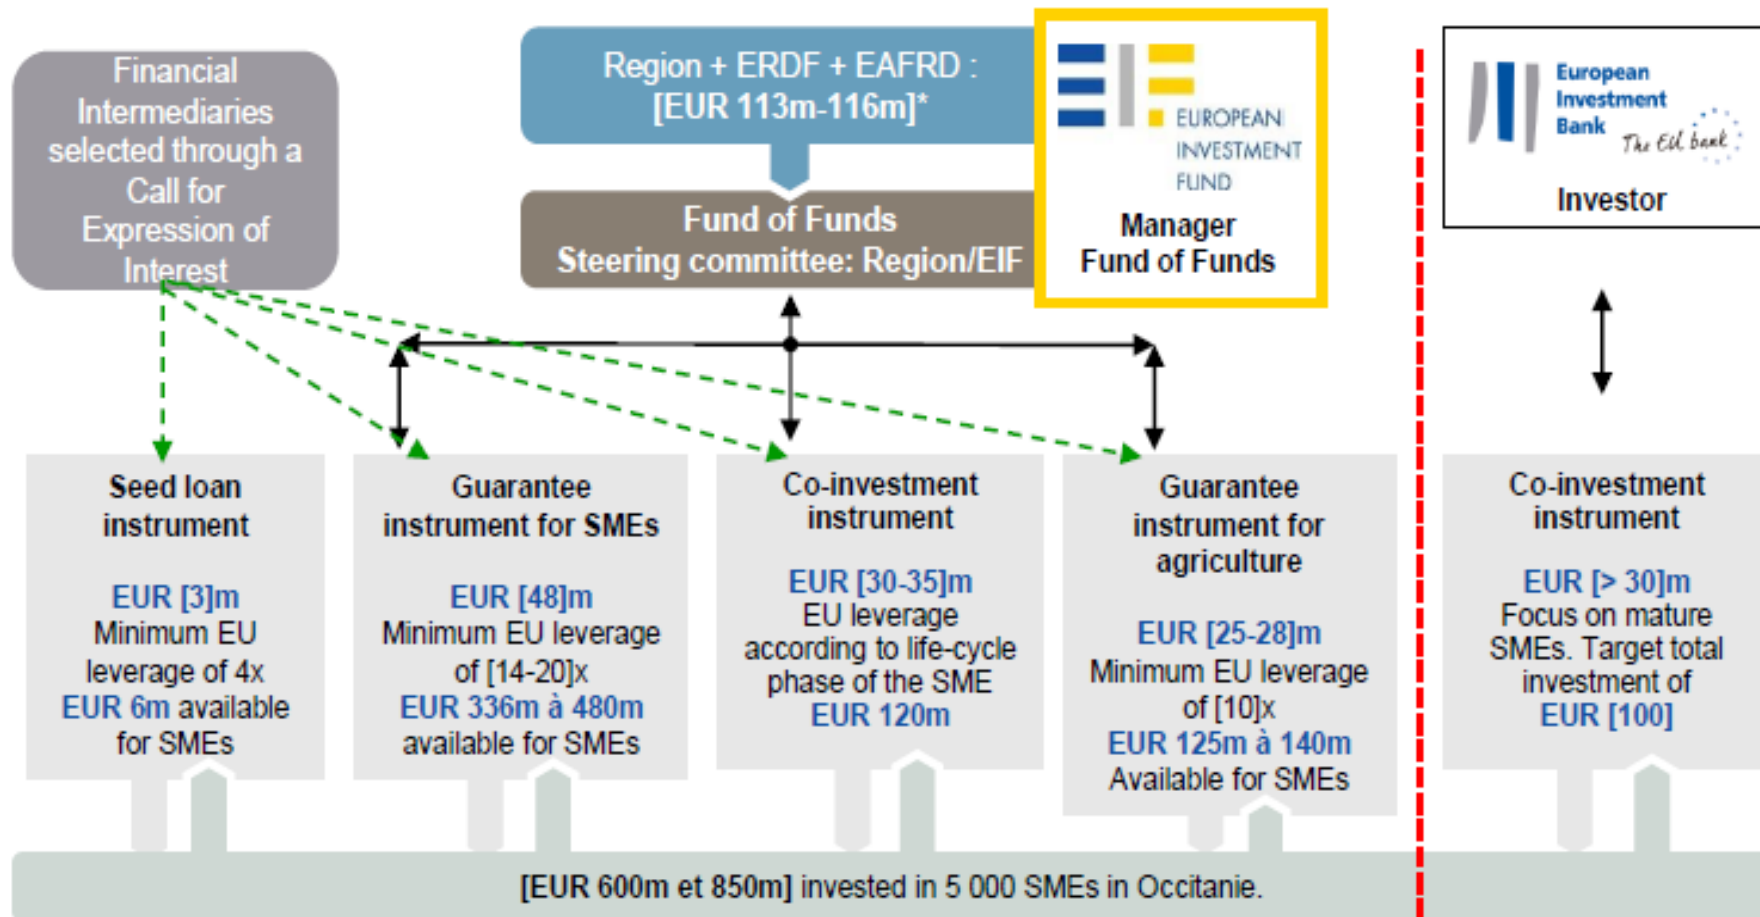 Financial
Intermediaries
selected through a
Call for
Expression of
Interest
Region + ERDF + EAFRD :
[EUR 113m-116m]*
Fund of Funds
Steering committee: Region/EIF
EUROPEAN
INVESTMENT
FUND
Manager
Fund of Funds
European
Investment
Bank
The EU bank
Investor
Seed loan
instrument
EUR [3]m
Minimum EU
leverage of 4x
EUR 6m available
for SMEs
Guarantee
instrument for SMEs
EUR [48]m
Minimum EU leverage
of [14-20]x
EUR 336m à 480m
available for SMEs
Co-investment
instrument
EUR [30-35]m
EU leverage
according to life-cycle
phase of the SME
EUR 120m
Guarantee
instrument for
agriculture
EUR [25-28]m
Minimum EU leverage
of [10]x
EUR 125m à 140m
Available for SMEs
Co-investment
instrument
EUR [> 30]m
Focus on mature
SMEs. Target total
investment of
EUR [100]
[EUR 600m et 850m] invested in 5 000 SMEs in Occitanie.